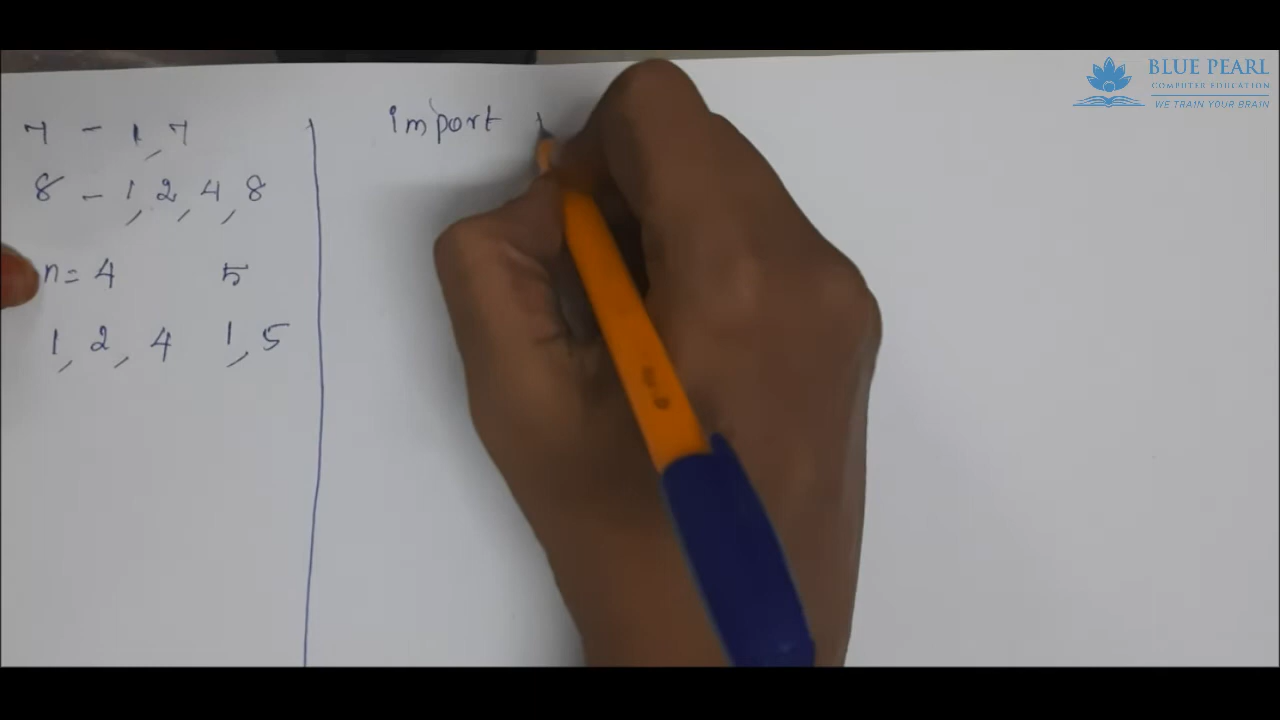 7 - 1, 7
8 - 1, 2, 4, 8
n = 4 5
1, 2, 4 1, 5
import
BLUE PEARL
COMPUTER EDUCATION
WE TRAIN YOUR BRAIN